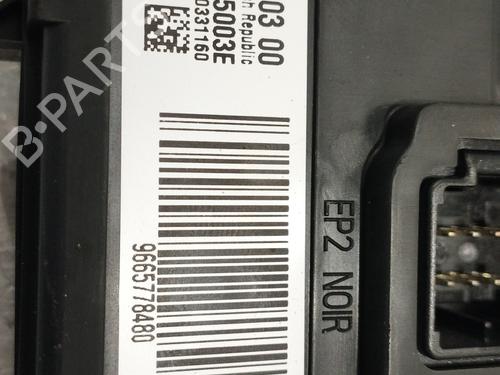 03 00
h Republic
5003E
0331160
9665778480
EP2 NOIR
B-PARTS